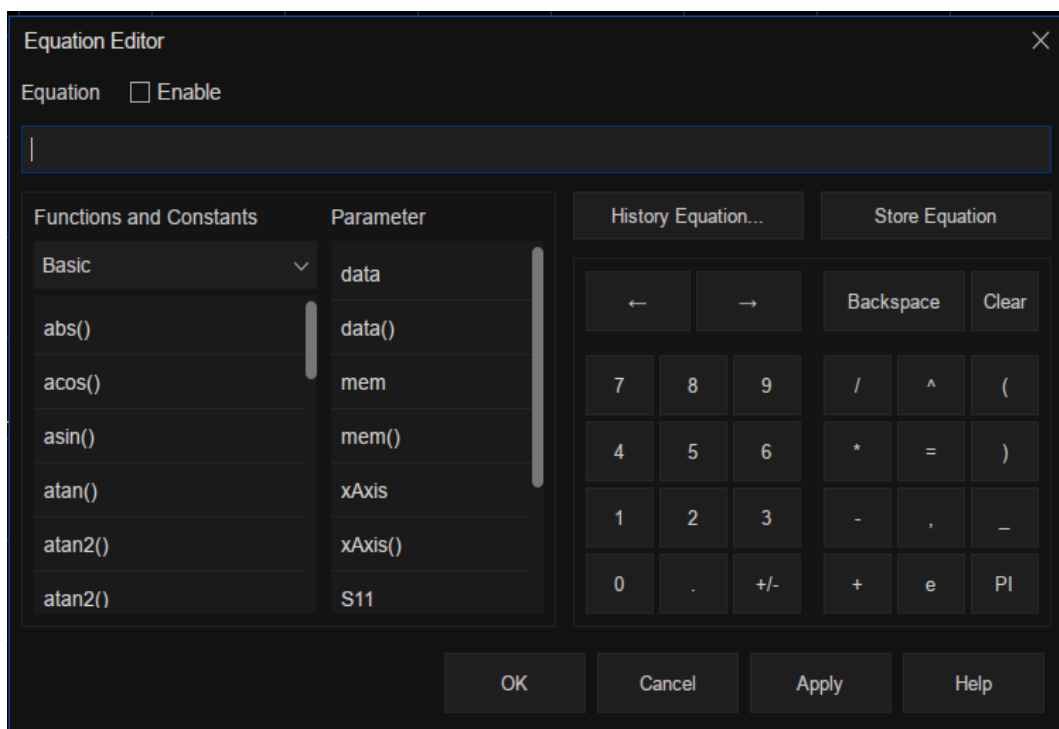 Equation Editor
Equation Enable
Functions and Constants
Basic
abs()
acos()
asin()
atan()
atan2()
atan2()
Parameter
data
data()
mem
mem()
xAxis
xAxis()
S11
History Equation... Store Equation
← → Backspace Clear
7 8 9 / ^ (
4 5 6 * = )
1 2 3 - , _
0 . +/- + e PI
OK Cancel Apply Help